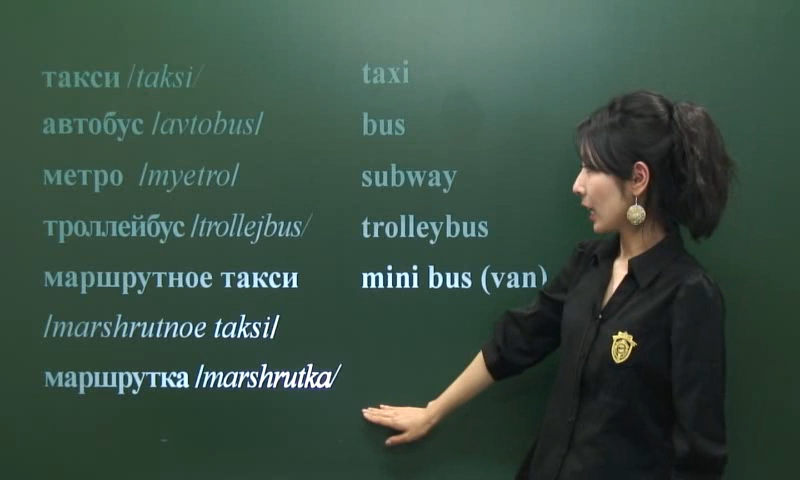 такси /taksi/ taxi
автобус /avtobus/ bus
метро /myetro/ subway
троллейбус /trollejbus/ trolleybus
маршрутное такси mini bus (van)
/marshrutnoe taksi/
маршрутка /marshrutka/